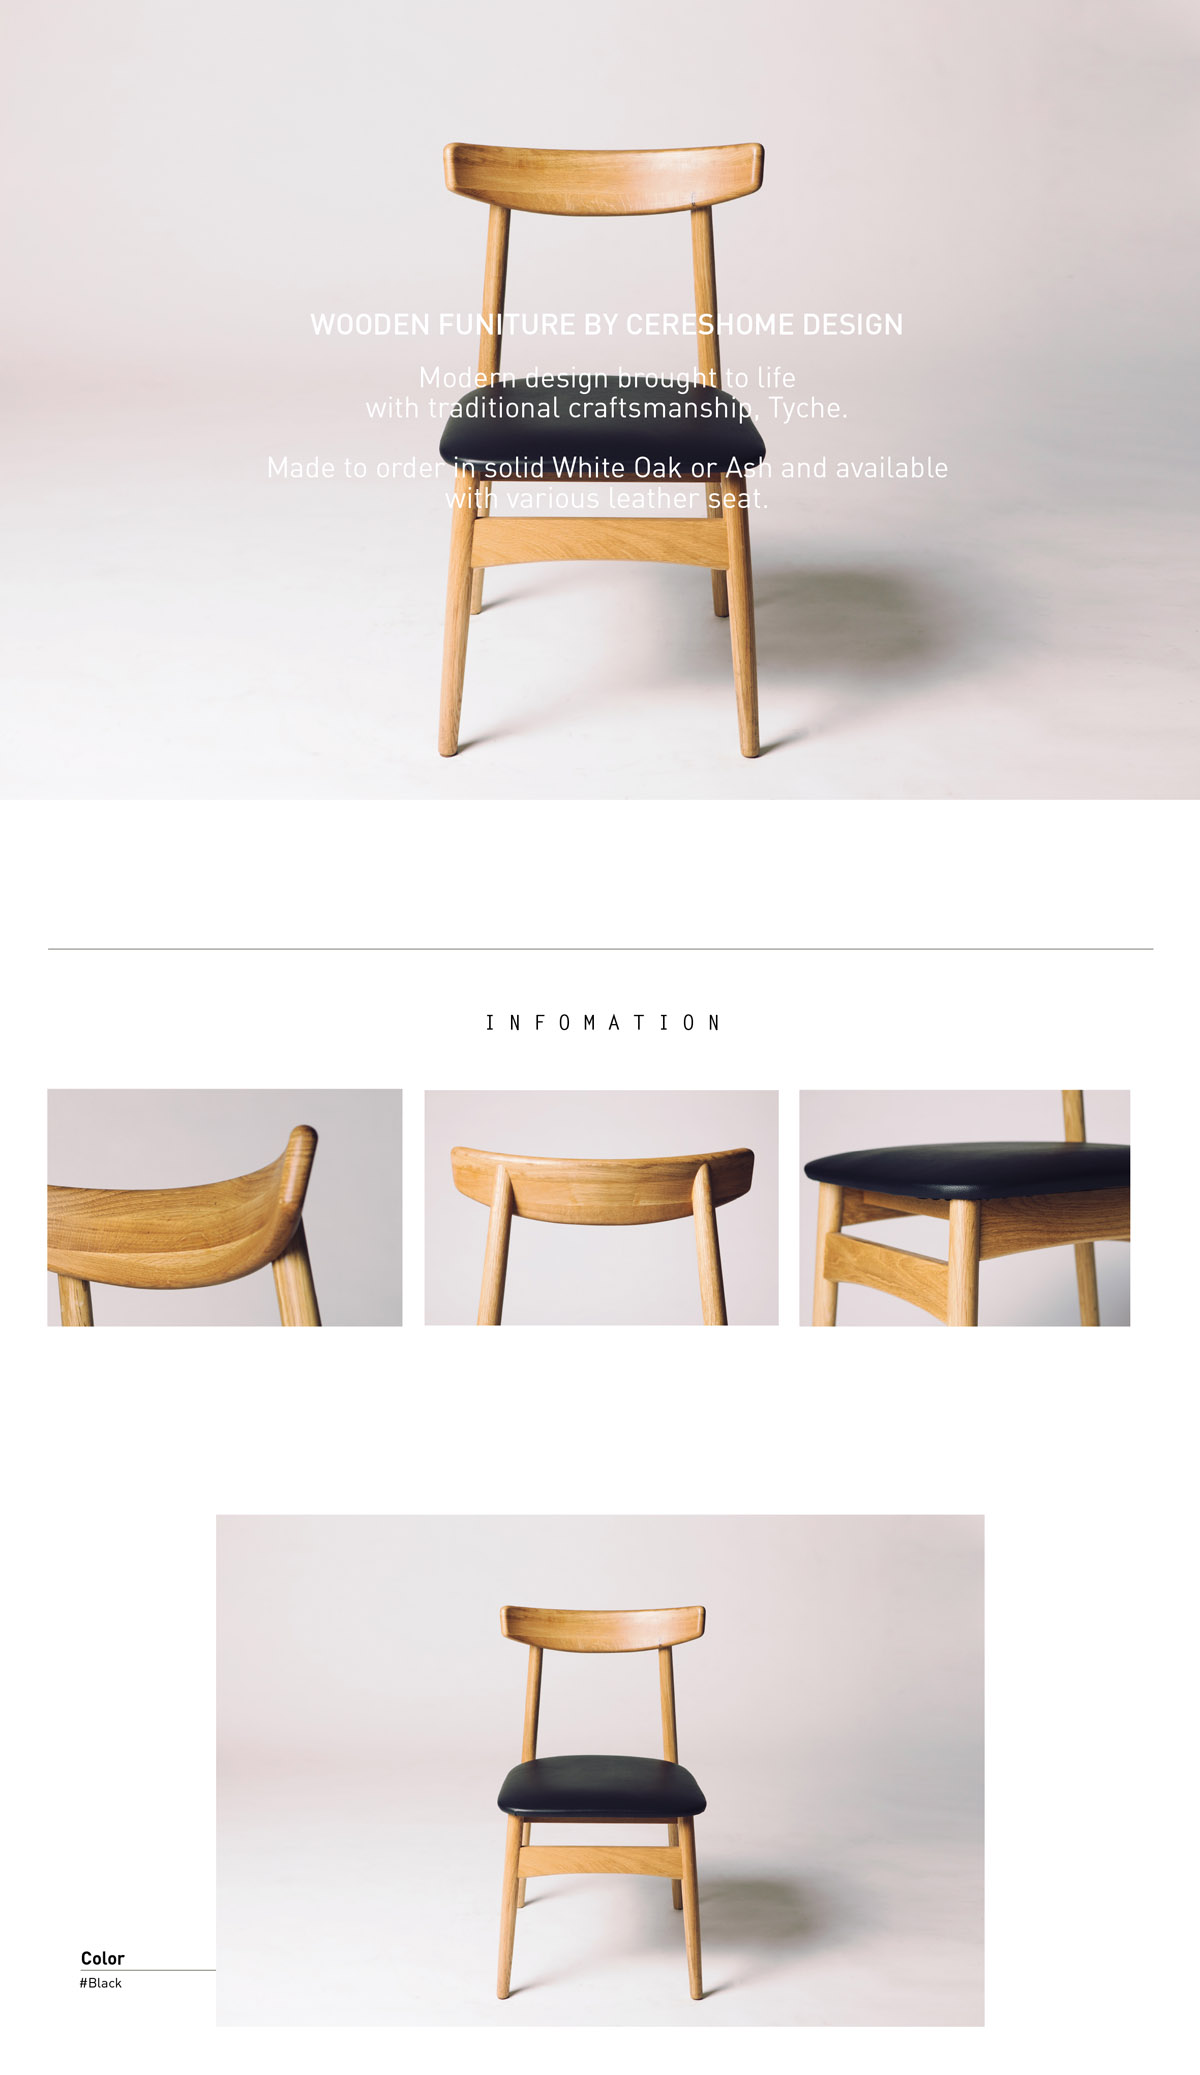 WOODEN FUNITURE BY CERESHOME DESIGN
Modern design brought to life
with traditional craftsmanship, Tyche.
Made to order in solid White Oak or Ash and available
with various leather seat.
INFOMATION
Color
#Black